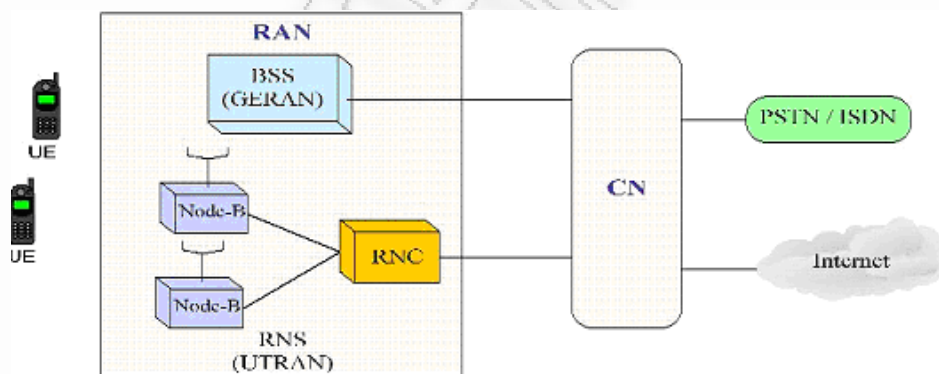 RAN
BSS
(GERAN)
UE
Node-B
UE
Node-B
RNC
RNS
(UTRAN)
CN
PSTN / ISDN
Internet